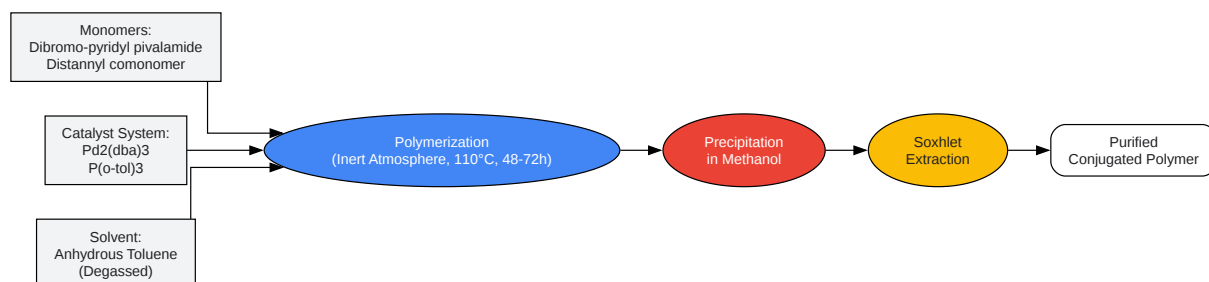 Monomers:
Dibromo-pyridyl pivalamide
Distannyl comonomer
Catalyst System:
Pd2(dba)3
P(o-tol)3
Solvent:
Anhydrous Toluene
(Degassed)
Polymerization
(Inert Atmosphere, 110°C, 48-72h)
Precipitation
in Methanol
Soxhlet
Extraction
Purified
Conjugated Polymer